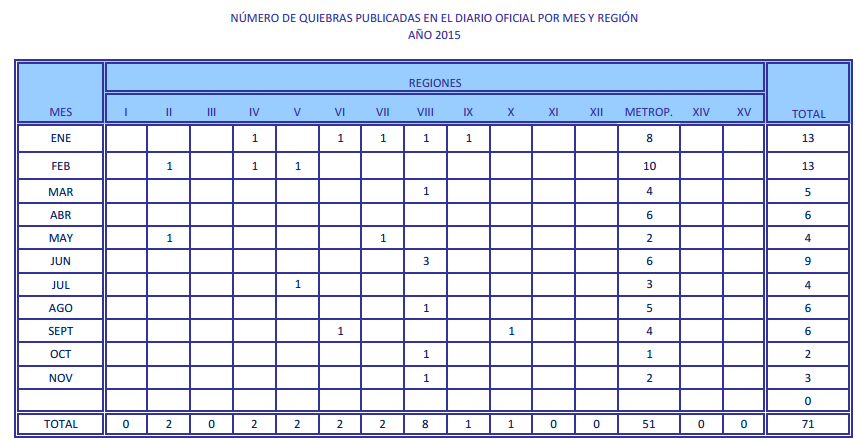 NÚMERO DE QUIEBRAS PUBLICADAS EN EL DIARIO OFICIAL POR MES Y REGIÓN
AÑO 2015
REGIONES
MES I II III IV V VI VII VIII IX X XI XII METROP. XIV XV TOTAL
ENE 1 1 1 1 1 8 13
FEB 1 1 1 10 13
MAR 1 4 5
ABR 6 6
MAY 1 1 2 4
JUN 3 6 9
JUL 1 3 4
AGO 1 5 6
SEPT 1 1 4 6
OCT 1 1 2
NOV 1 2 3
0
TOTAL 0 2 0 2 2 2 2 8 1 1 0 0 51 0 0 71